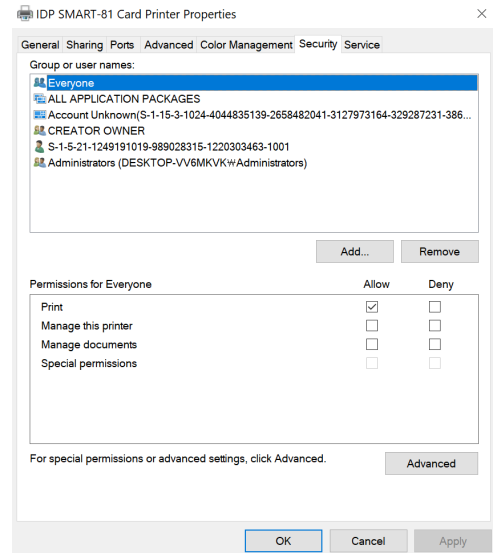 IDP SMART-81 Card Printer Properties
General Sharing Ports Advanced Color Management Security Service
Group or user names:
Everyone
ALL APPLICATION PACKAGES
Account Unknown(S-1-15-3-1024-4044835139-2658482041-3127973164-329287231-386...
CREATOR OWNER
S-1-5-21-1249191019-989028315-1220303463-1001
Administrators (DESKTOP-VV6MKVK₩Administrators)
Add... Remove
Permissions for Everyone Allow Deny
Print
Manage this printer
Manage documents
Special permissions
For special permissions or advanced settings, click Advanced.
Advanced
OK Cancel Apply